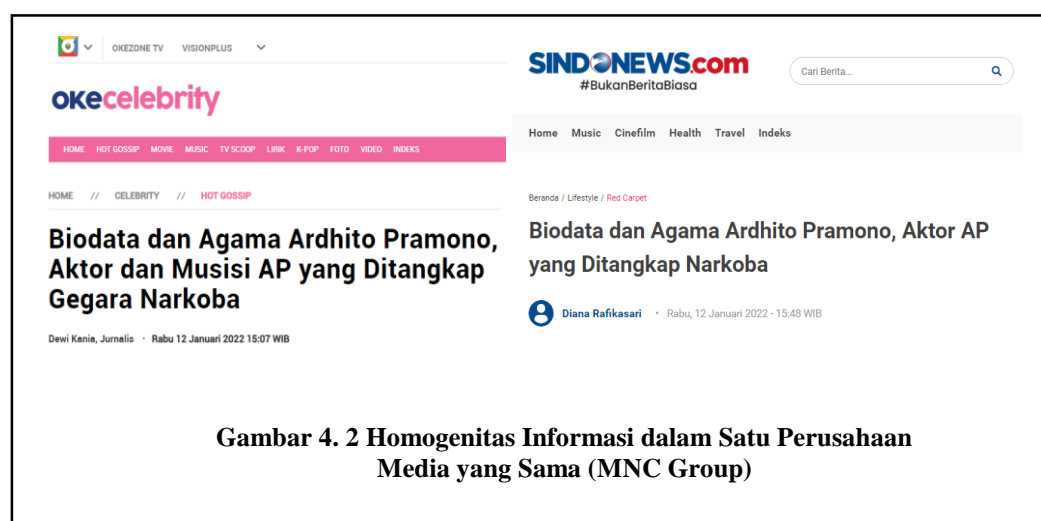 OKEZONE TV VISIONPLUS
okecelebrity
HOME HOT GOSSIP MOVIE MUSIC TV SCOOP LIRIK K-POP FOTO VIDEO INDEKS
HOME // CELEBRITY // HOT GOSSIP
Biodata dan Agama Ardhito Pramono,
Aktor dan Musisi AP yang Ditangkap
Gegara Narkoba
Dewi Kania, Jurnalis · Rabu 12 Januari 2022 15:07 WIB
SINDONEWS.com
#BukanBeritaBiasa
Cari Berita...
Home Music Cinefilm Health Travel Indeks
Beranda / Lifestyle / Red Carpet
Biodata dan Agama Ardhito Pramono, Aktor AP
yang Ditangkap Narkoba
Diana Rafikasari · Rabu, 12 Januari 2022 - 15:48 WIB
Gambar 4. 2 Homogenitas Informasi dalam Satu Perusahaan
Media yang Sama (MNC Group)